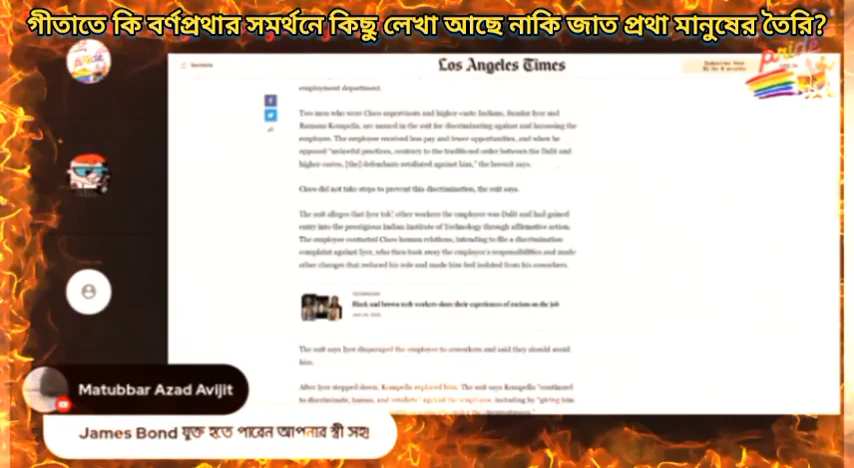 গীতাতে কি বর্ণপ্রথার সমর্থনে কিছু লেখা আছে নাকি জাত প্রথা মানুষের তৈরি?
pride
Los Angeles Times
pride
employment department.
Two men who were Cisco supervisors and higher-caste Indians, Sundar Iyer and
Ramana Kompella, are named in the suit for discriminating against and harassing the
employee. The employee received less pay and fewer opportunities, and when he
opposed "unlawful practices, contrary to the traditional order between the Dalit and
higher castes, [the] defendants retaliated against him," the lawsuit says.
Cisco did not take steps to prevent this discrimination, the suit says.
The suit alleges that Iyer told other workers the employee was Dalit and had gained
entry into the prestigious Indian Institute of Technology through affirmative action.
The employee contacted Cisco human relations, intending to file a discrimination
complaint against Iyer, who then took away the employee's responsibilities and made
other changes that reduced his role and made him feel isolated from his coworkers.
Black and brown tech workers share their experiences of racism on the job
The suit says Iyer disparaged the employee to coworkers and said they should avoid
him.
After Iyer stepped down, Kompella replaced him. The suit says Kompella "continued
to discriminate, harass, and retaliate" against the employee, including by "giving him
Matubbar Azad Avijit
James Bond যুক্ত হতে পারেন আপনার স্ত্রী সহ।